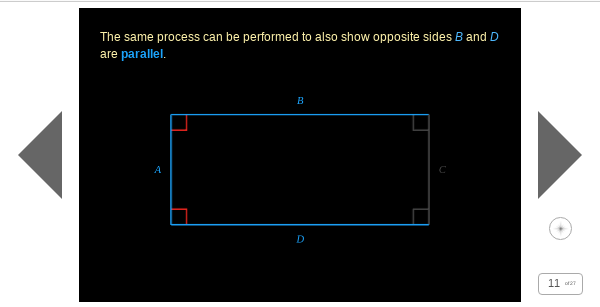 The same process can be performed to also show opposite sides B and D
are parallel.
B
A
C
D
11 of 27